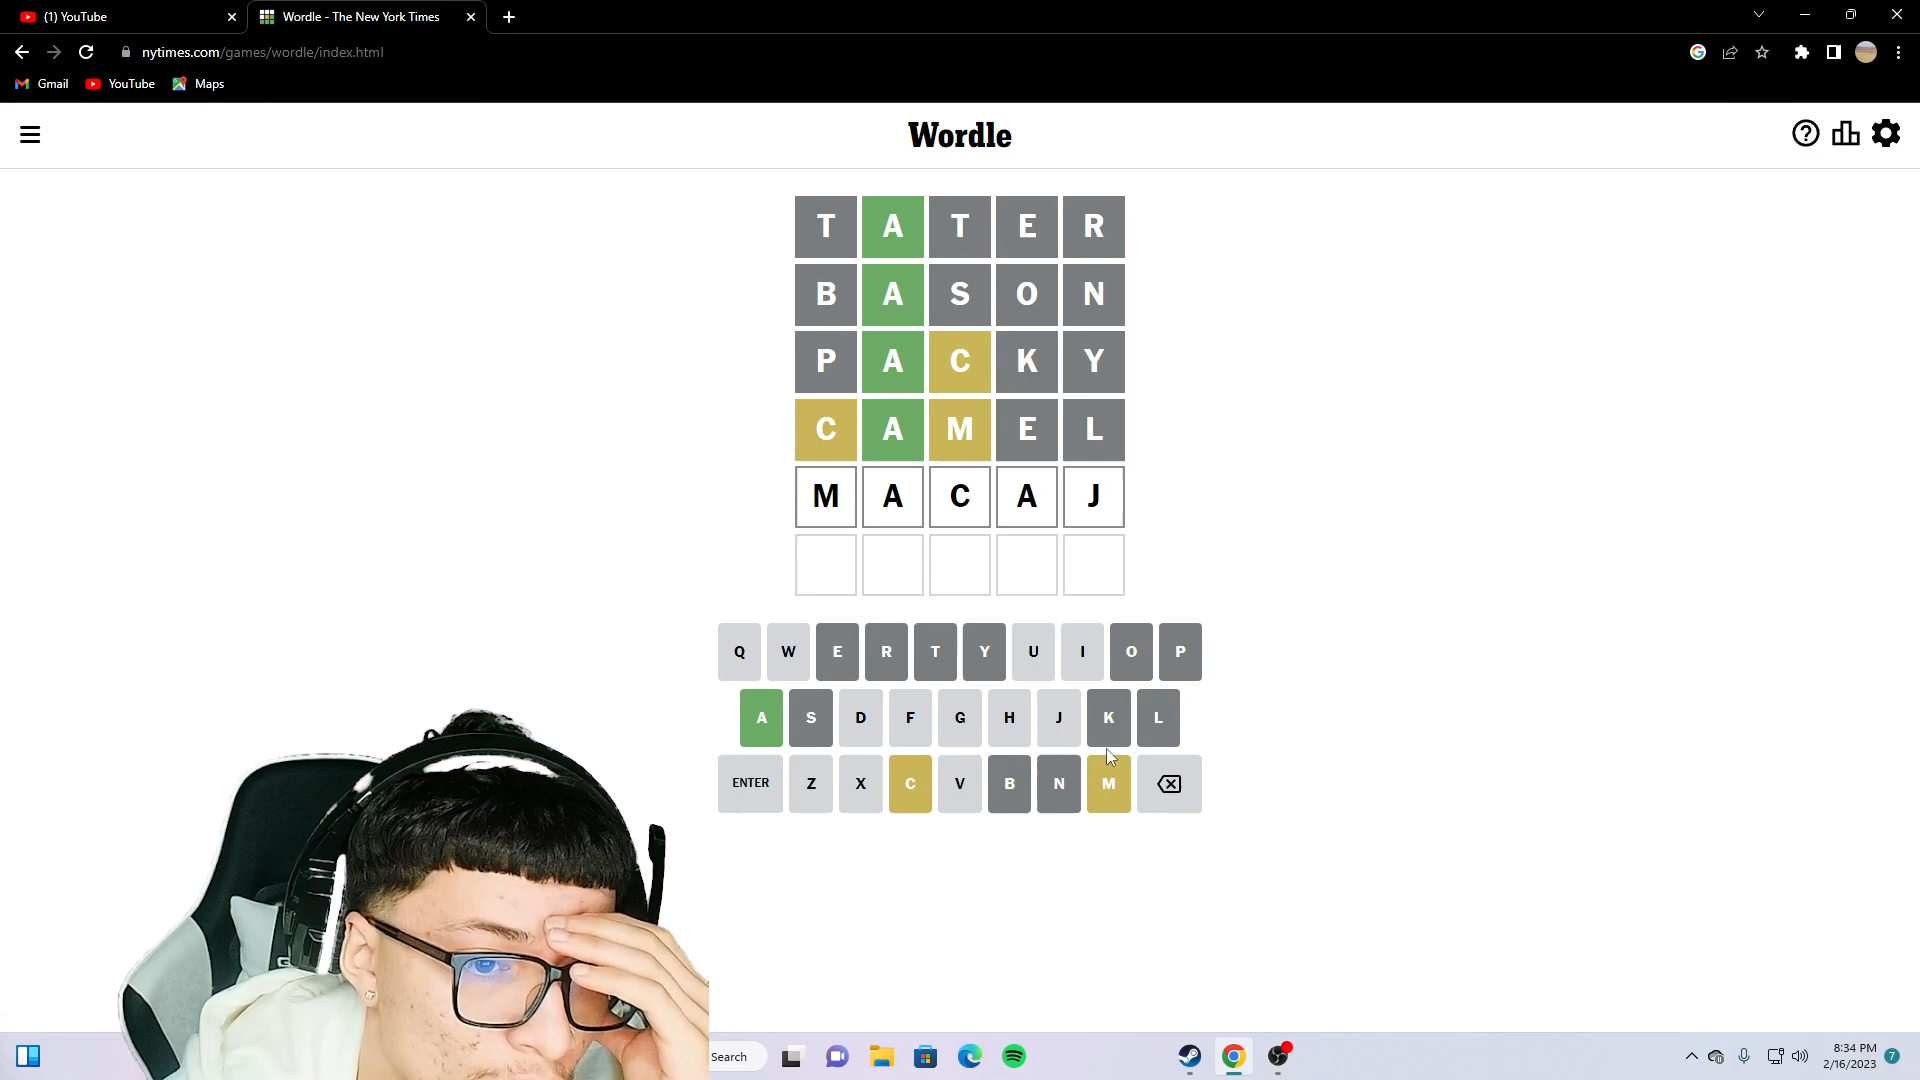 (1) YouTube
Wordle - The New York Times
nytimes.com/games/wordle/index.html
Gmail YouTube Maps
Wordle
T A T E R
B A S O N
P A C K Y
C A M E L
M A C A J
Q W E R T Y U I O P
A S D F G H J K L
ENTER Z X C V B N M
Search
8:34 PM
2/16/2023
7